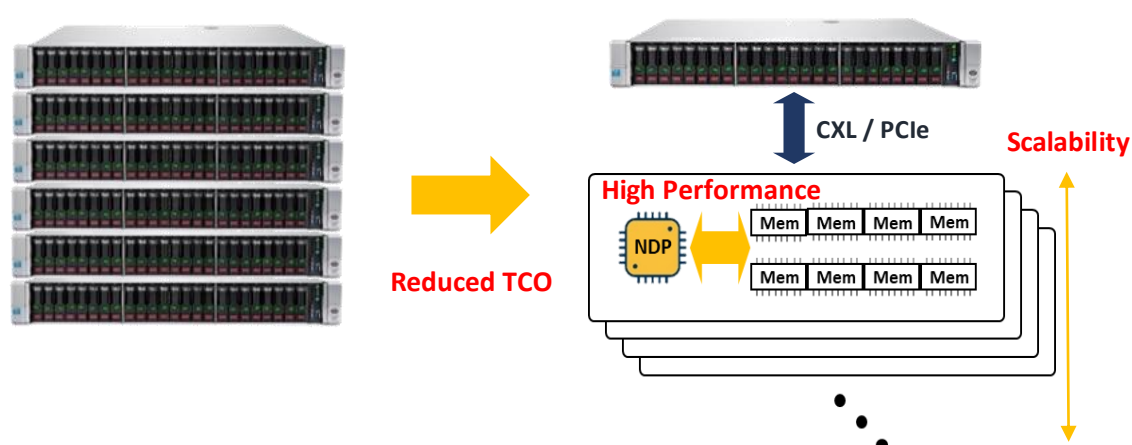 CXL / PCIe
Scalability
High Performance
Mem Mem Mem Mem
NDP
Reduced TCO
Mem Mem Mem Mem